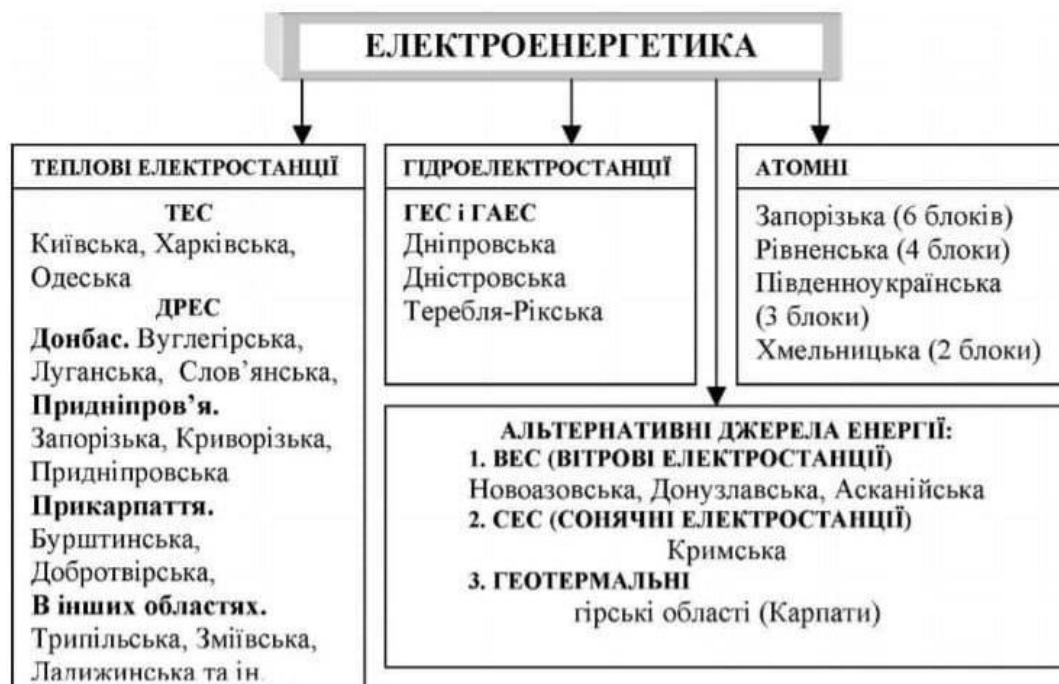 ЕЛЕКТРОЕНЕРГЕТИКА
ТЕПЛОВІ ЕЛЕКТРОСТАНЦІЇ
ТЕС
Київська, Харківська,
Одеська
ДРЕС
Донбас. Вуглегірська,
Луганська, Слов’янська,
Придніпров’я.
Запорізька, Криворізька,
Придніпровська
Прикарпаття.
Бурштинська,
Добротвірська,
В інших областях.
Трипільська, Зміївська,
Ладижинська та ін.
ГІДРОЕЛЕКТРОСТАНЦІЇ
ГЕС і ГАЕС
Дніпровська
Дністровська
Теребля-Рікська
АТОМНІ
Запорізька (6 блоків)
Рівненська (4 блоки)
Південноукраїнська
(3 блоки)
Хмельницька (2 блоки)
АЛЬТЕРНАТИВНІ ДЖЕРЕЛА ЕНЕРГІЇ:
1. ВЕС (ВІТРОВІ ЕЛЕКТРОСТАНЦІЇ)
Новоазовська, Донузлавська, Асканійська
2. СЕС (СОНЯЧНІ ЕЛЕКТРОСТАНЦІЇ)
Кримська
3. ГЕОТЕРМАЛЬНІ
гірські області (Карпати)